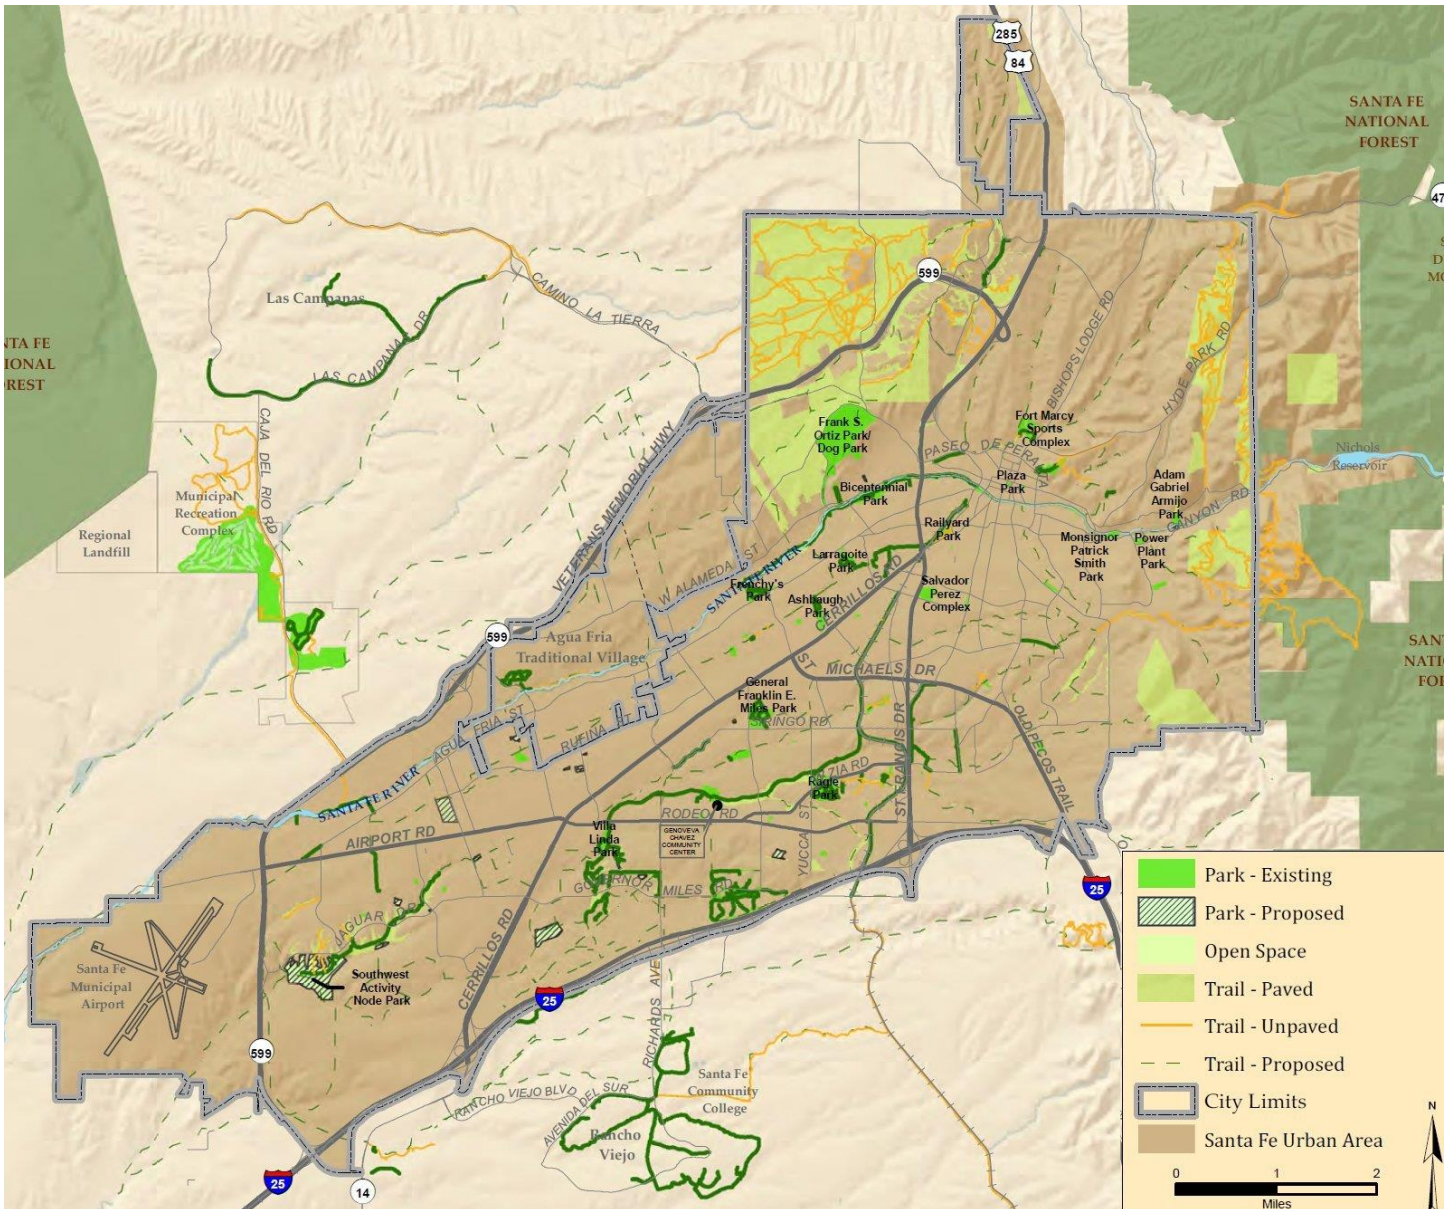 285
84
SANTA FE
NATIONAL
FOREST
47
599
Las Campanas
CAMINO LA TIERRA
LAS CAMPANAS DR
BISHOPS LODGE RD
HYDE PARK RD
NTA FE
IONAL
REST
CAJA DEL RIO RD
VETERANS MEMORIAL HWY
Frank S.
Ortiz Park/
Dog Park
Fort Marcy
Sports
Complex
PASEO DE PERALTA
Nichols
Reservoir
Municipal
Recreation
Complex
Regional
Landfill
Bicentennial
Park
Plaza
Park
Adam
Gabriel
Armijo
Park
CANYON RD
Railyard
Park
Monsignor
Patrick
Smith
Park
Power
Plant
Park
W ALAMEDA ST
SANTA FE RIVER
Larragoite
Park
Frenchy's
Park
Ashbaugh
Park
CERRILLOS RD
Salvador
Perez
Complex
599
Agua Fria
Traditional Village
ST MICHAELS DR
General
Franklin E.
Miles Park
SIRINGO RD
AGUA FRIA ST
RUFINA ST
ST FRANCIS DR
OLD PECOS TRAIL
SANTA FE RIVER
ZIA RD
Ragle
Park
RODEO RD
AIRPORT RD
Villa
Linda
Park
GENOVEVA
CHAVEZ
COMMUNITY
CENTER
YUCCA ST
GOVERNOR MILES RD
JAGUAR DR
CERRILLOS RD
25
Santa Fe
Municipal
Airport
Southwest
Activity
Node Park
25
599
RICHARDS AVE
Santa Fe
Community
College
RANCHO VIEJO BLVD
AVENIDA DEL SUR
Rancho
Viejo
25
14
Park - Existing
Park - Proposed
Open Space
Trail - Paved
Trail - Unpaved
Trail - Proposed
City Limits
Santa Fe Urban Area
N
0 1 2
Miles